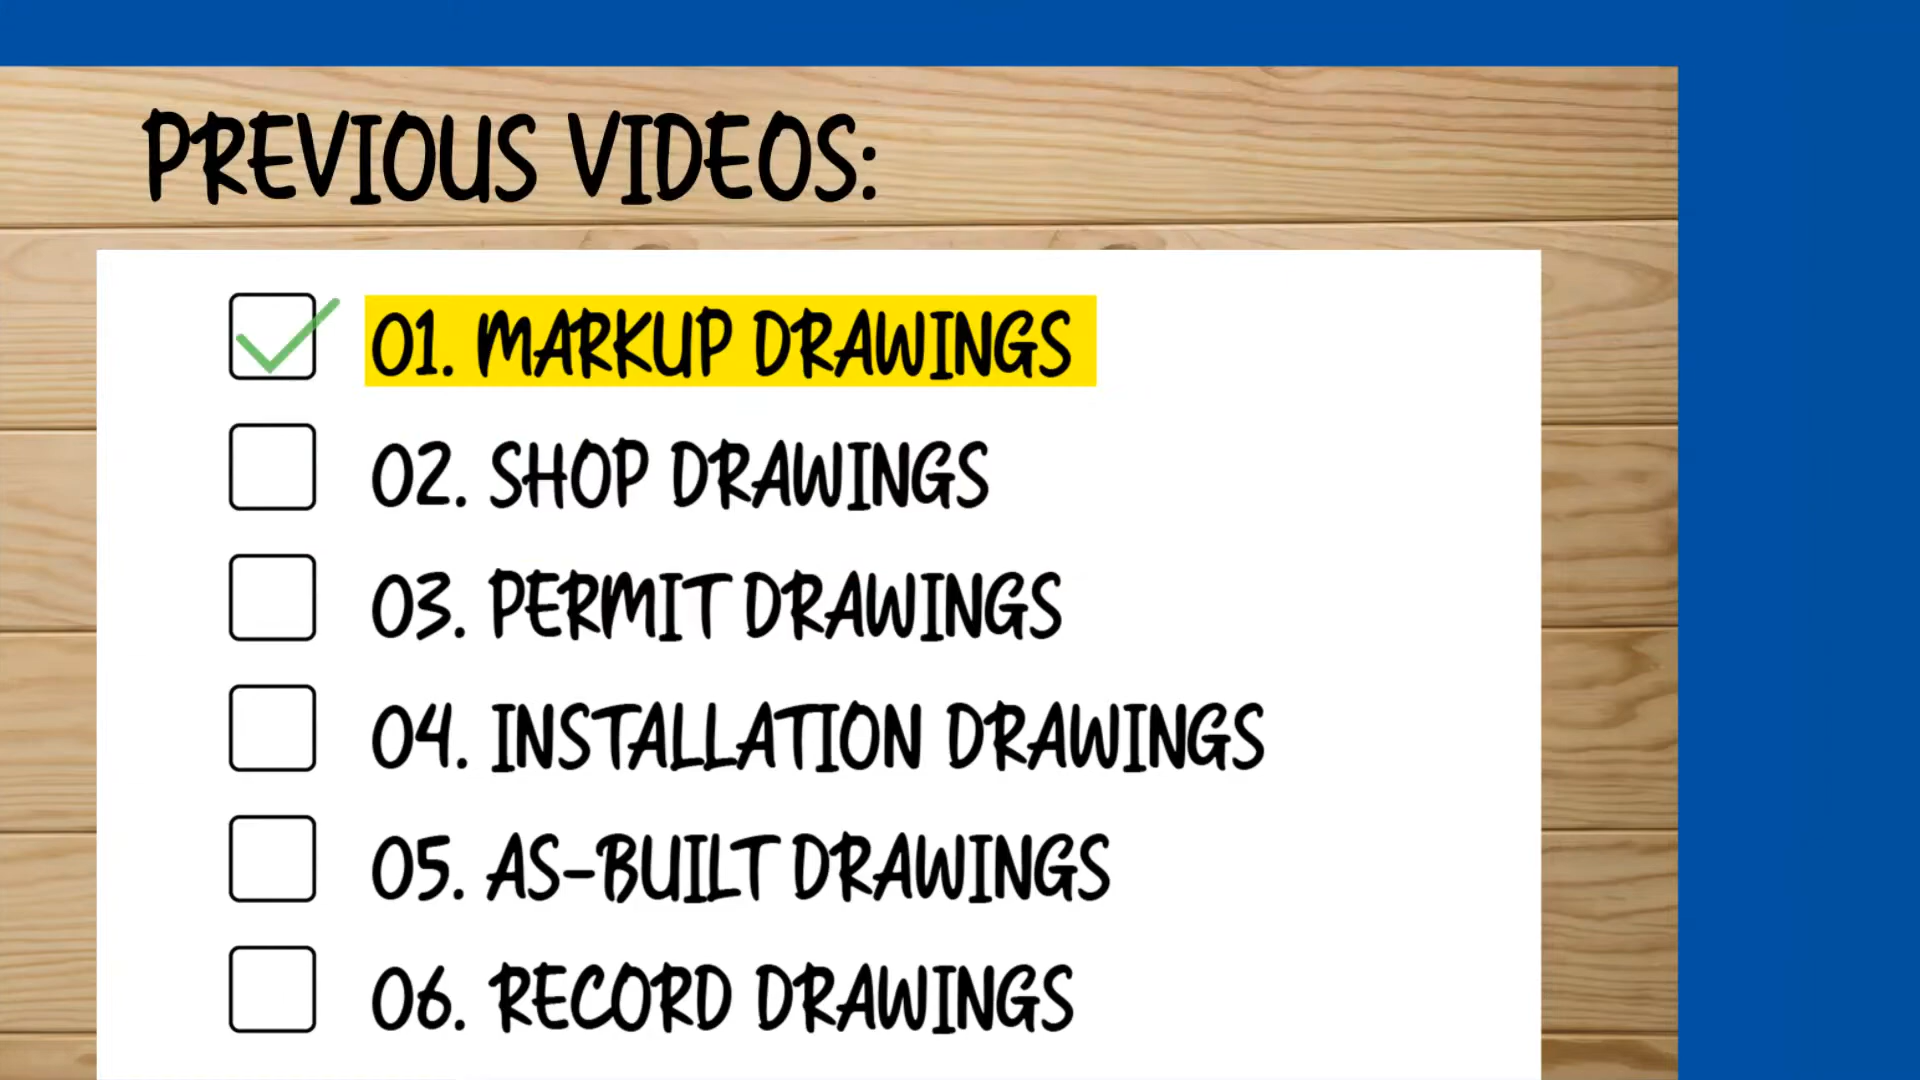 PREVIOUS VIDEOS:
01. MARKUP DRAWINGS
02. SHOP DRAWINGS
03. PERMIT DRAWINGS
04. INSTALLATION DRAWINGS
05. AS-BUILT DRAWINGS
06. RECORD DRAWINGS